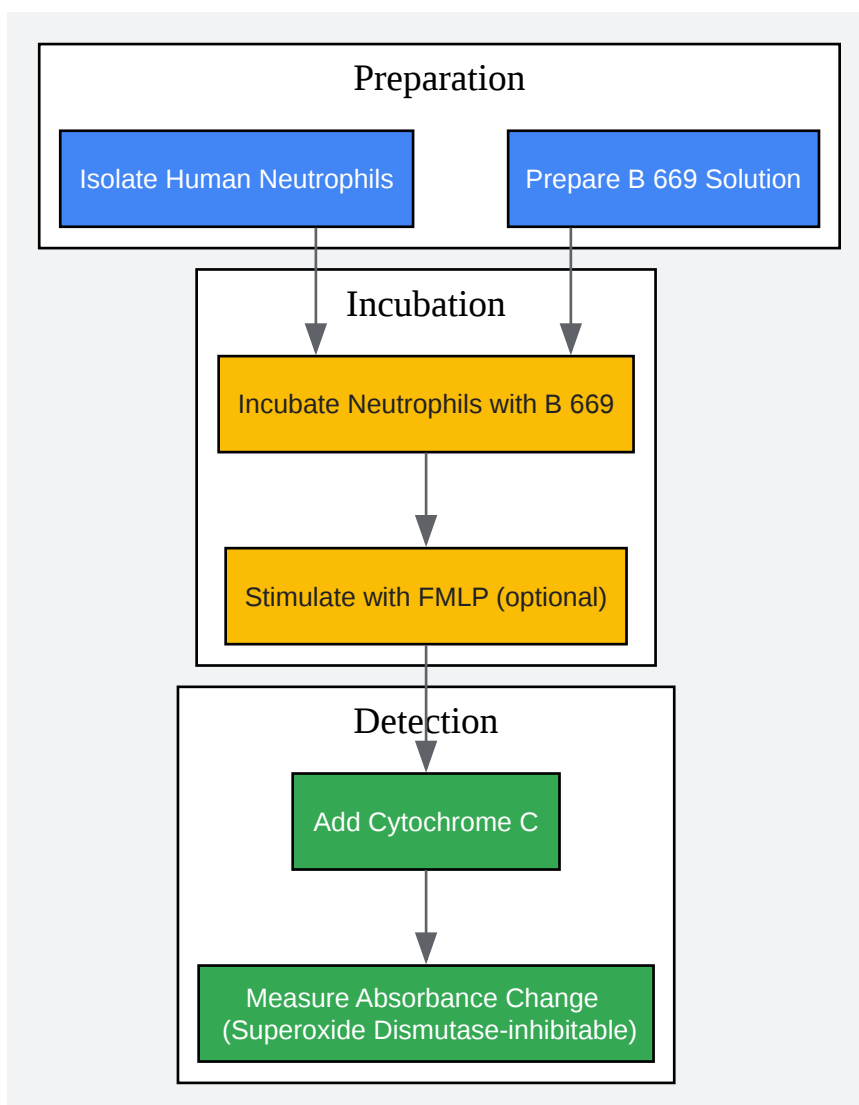 Preparation
Isolate Human Neutrophils
Prepare B 669 Solution
Incubation
Incubate Neutrophils with B 669
Stimulate with FMLP (optional)
Detection
Add Cytochrome C
Measure Absorbance Change
(Superoxide Dismutase-inhibitable)